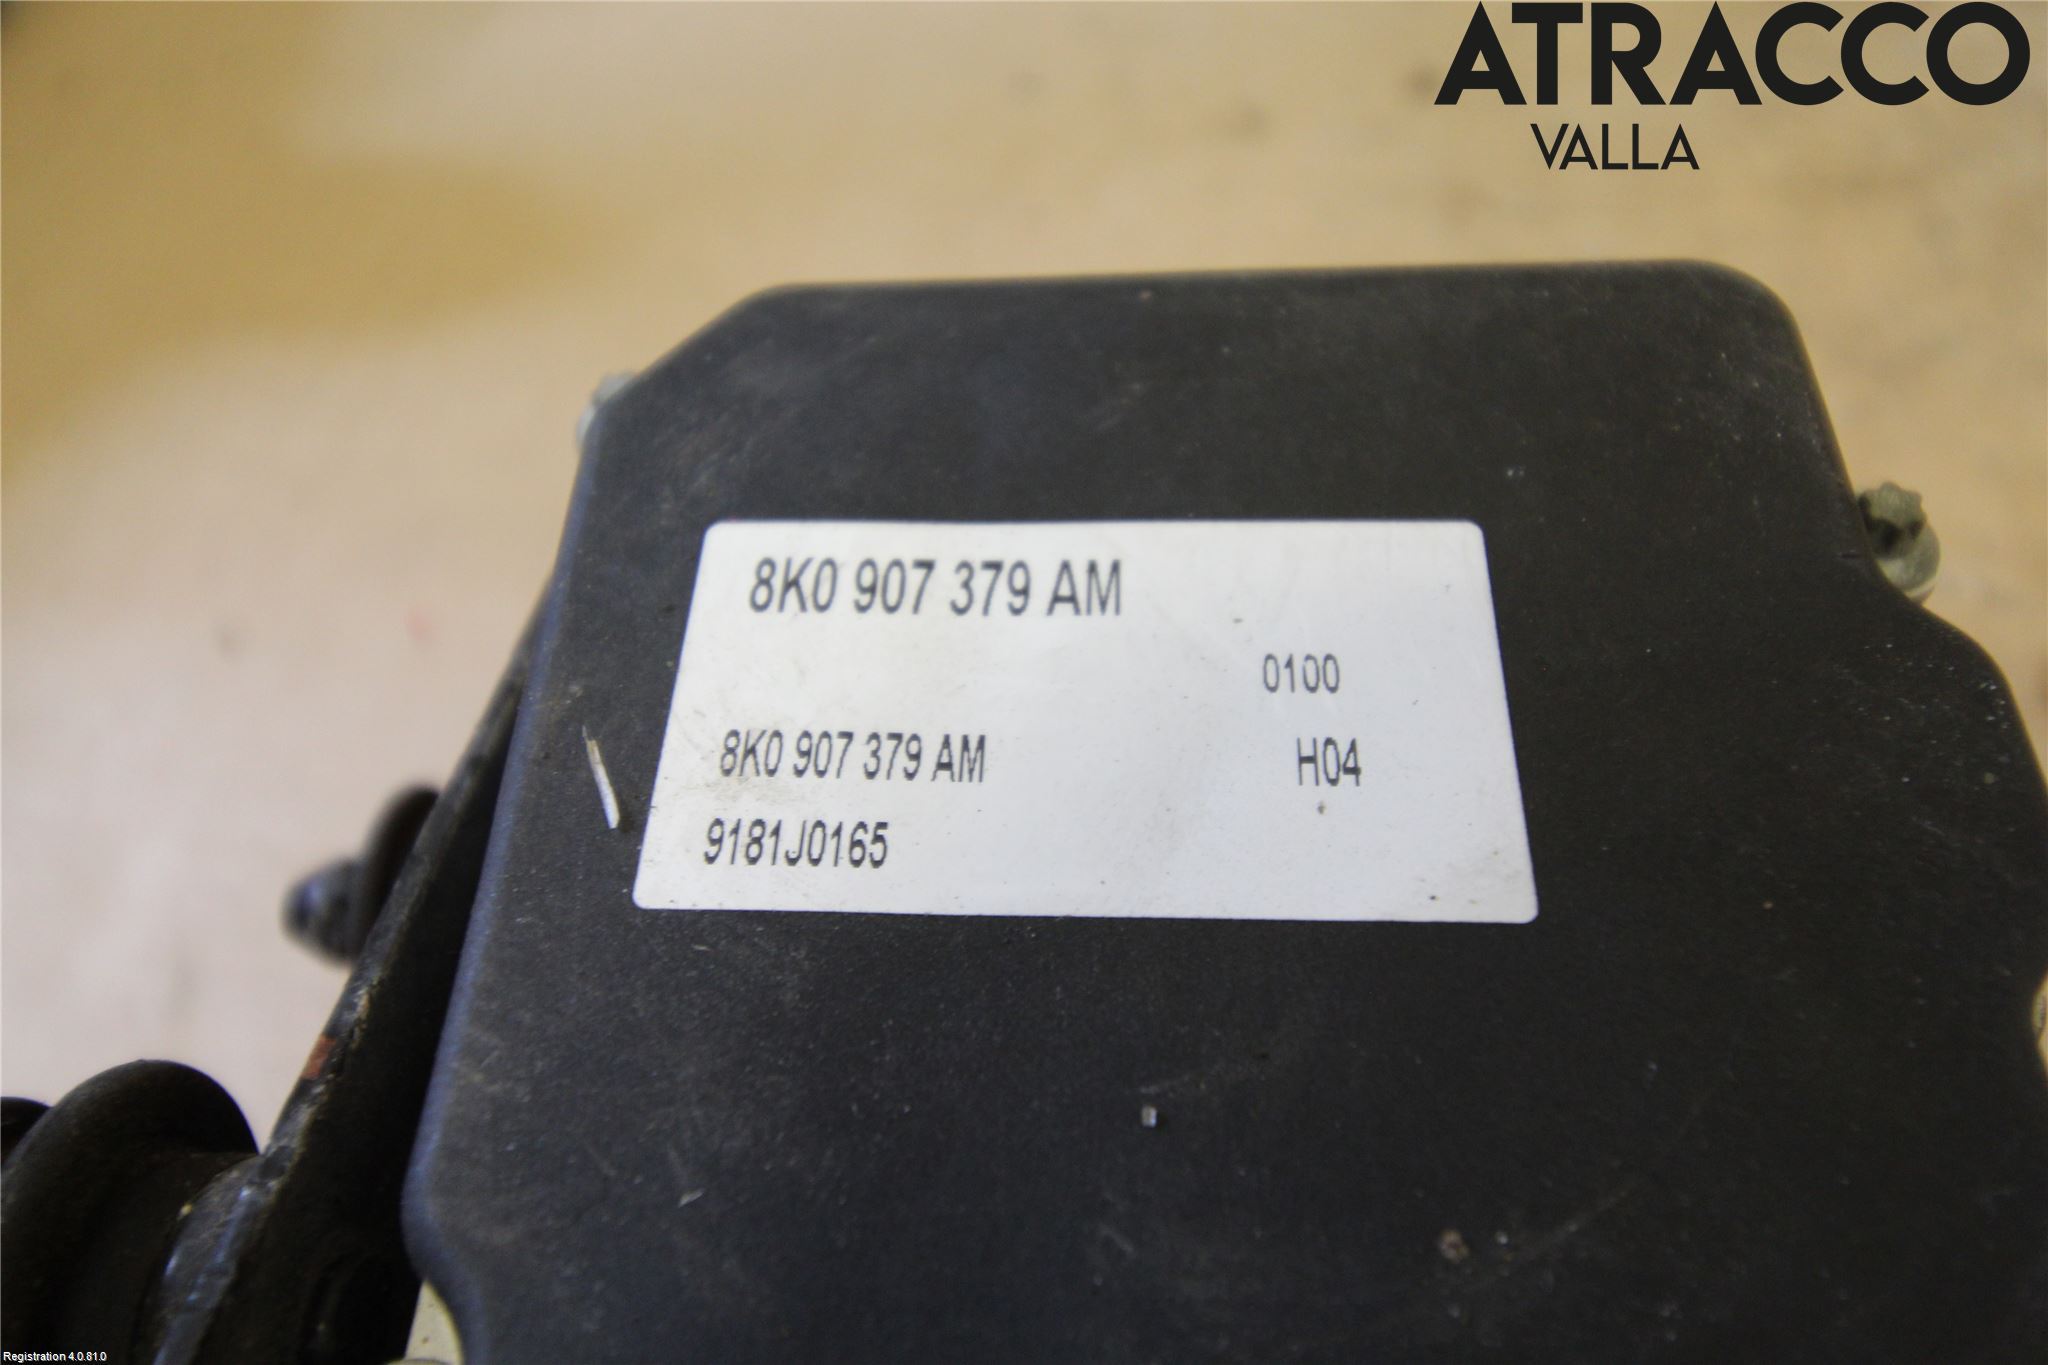 ATRACCO
VALLA
8K0 907 379 AM
0100
8K0 907 379 AM H04
9181J0165
Registration 4.0.81.0